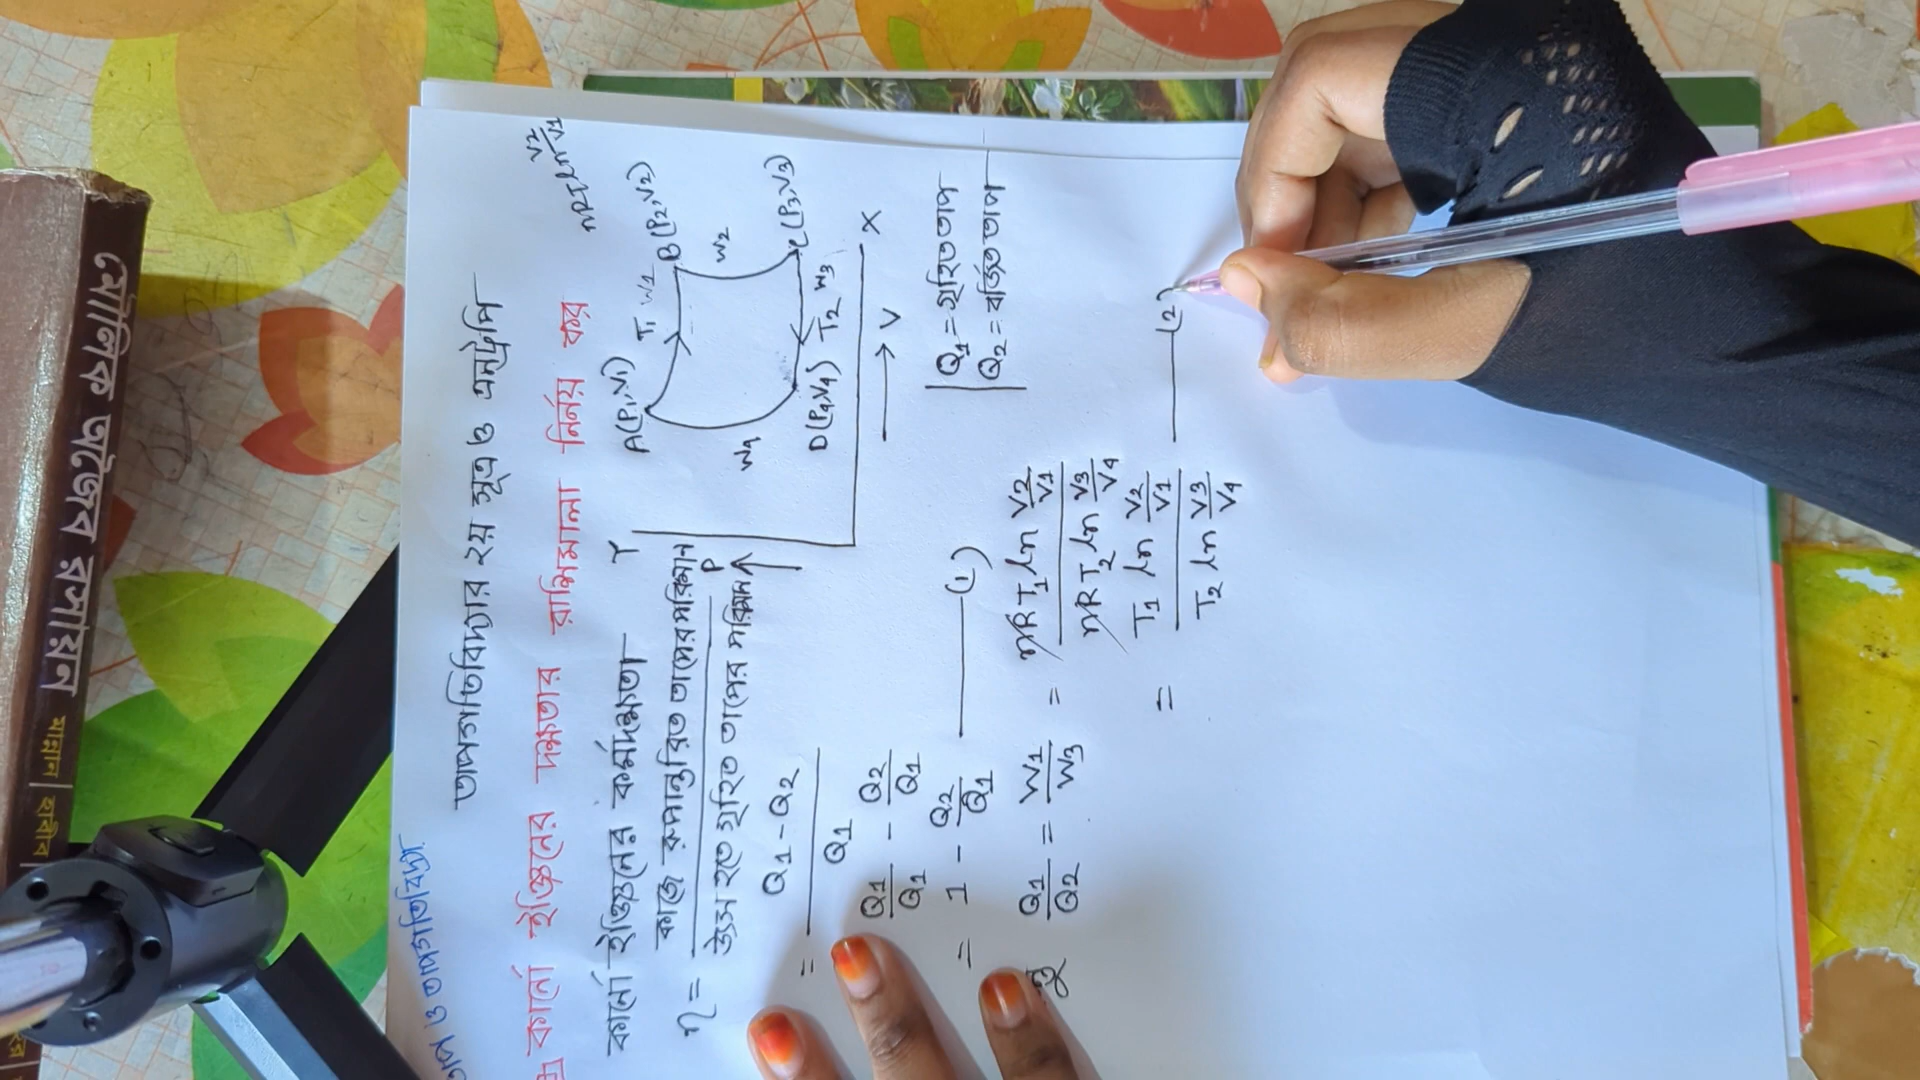 তাপ ও তাপগতিবিদ্যা
তাপগতিবিদ্যার ২য় সূত্র ও এনট্রপি
কার্নো ইঞ্জিনের দক্ষতার রাশিমালা নির্নয় কর
কার্নো ইঞ্জিনের কর্মদক্ষতা
η = কাজে রুপান্তরিত তাপের পরিমান / উৎস হতে গৃহিত তাপের পরিমান
= Q1 - Q2 / Q1
Q1/Q1 - Q2/Q1
= 1 - Q2/Q1 —— (1)
Q1/Q2 = W1/W3 = nRT1 ln V2/V1 / nRT2 ln V3/V4
= T1 ln V2/V1 / T2 ln V3/V4 —— (2)
nRT1 ln V2/V1
Y
P
A(P1,V1) T1 W1 B(P2,V2)
W4 W2
D(P4,V4) T2 W3 C(P3,V3)
V X
Q1 = গৃহিত তাপ
Q2 = বর্জিত তাপ
মৌলিক ভৌত রসায়ন
মান্নান | হাবীব